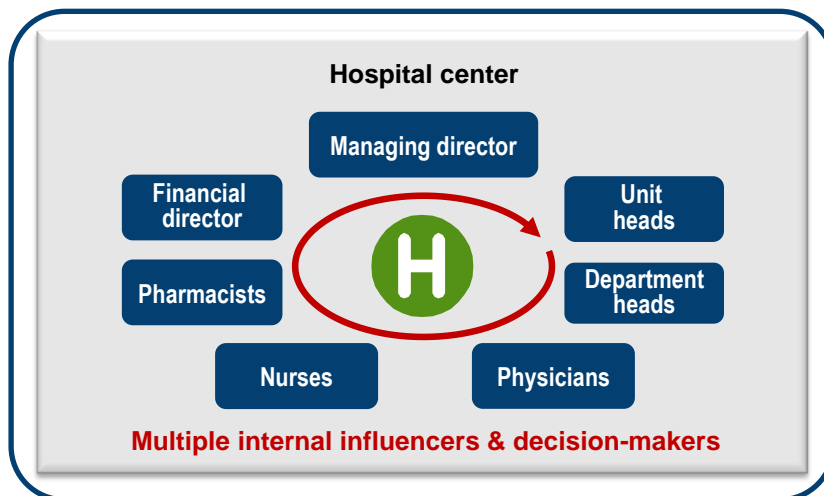 Hospital center
Managing director
Financial
director
Unit
heads
H
Pharmacists
Department
heads
Nurses
Physicians
Multiple internal influencers & decision-makers